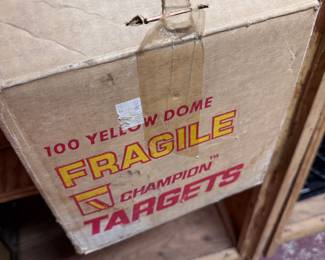 100 YELLOW DOME
FRAGILE
CHAMPION™
TARGETS